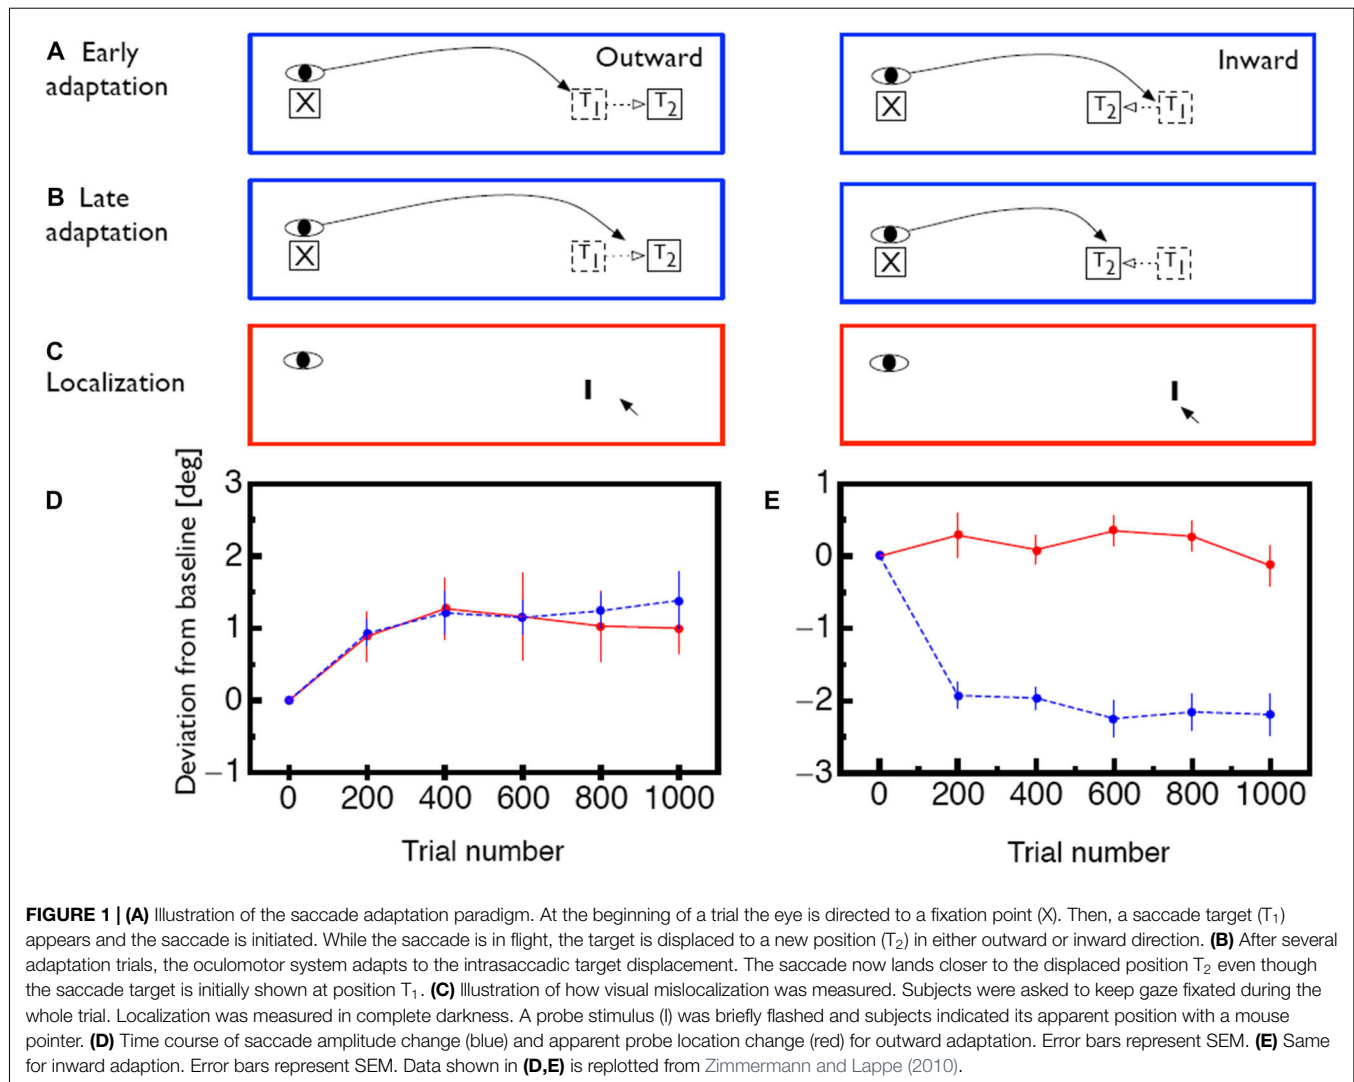 A Early
adaptation
Outward
X
T1
T2
Inward
X
T2
T1
B Late
adaptation
X
T1
T2
X
T2
T1
C
Localization
D
Deviation from baseline [deg]
3
2
1
0
−1
0 200 400 600 800 1000
Trial number
E
1
0
−1
−2
−3
0 200 400 600 800 1000
Trial number
FIGURE 1 | (A) Illustration of the saccade adaptation paradigm. At the beginning of a trial the eye is directed to a fixation point (X). Then, a saccade target (T1)
appears and the saccade is initiated. While the saccade is in flight, the target is displaced to a new position (T2) in either outward or inward direction. (B) After several
adaptation trials, the oculomotor system adapts to the intrasaccadic target displacement. The saccade now lands closer to the displaced position T2 even though
the saccade target is initially shown at position T1. (C) Illustration of how visual mislocalization was measured. Subjects were asked to keep gaze fixated during the
whole trial. Localization was measured in complete darkness. A probe stimulus (I) was briefly flashed and subjects indicated its apparent position with a mouse
pointer. (D) Time course of saccade amplitude change (blue) and apparent probe location change (red) for outward adaptation. Error bars represent SEM. (E) Same
for inward adaption. Error bars represent SEM. Data shown in (D,E) is replotted from Zimmermann and Lappe (2010).